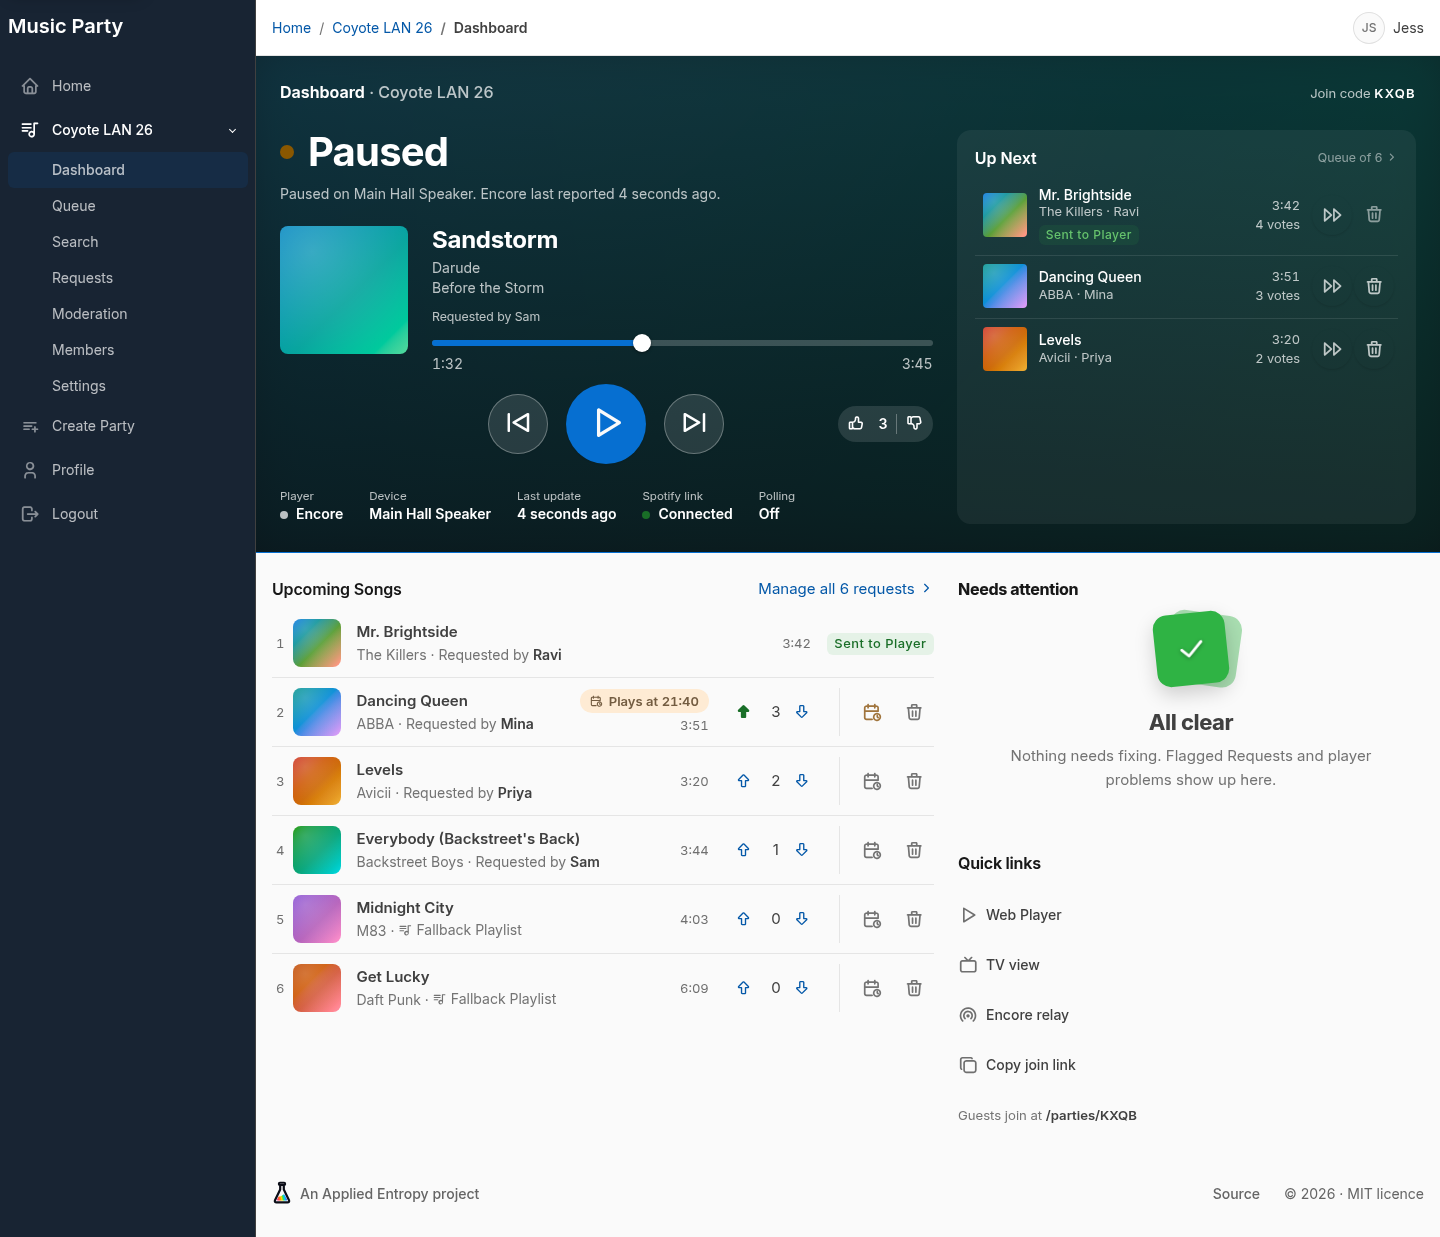 Music Party
Home
Coyote LAN 26
Dashboard
Queue
Search
Requests
Moderation
Members
Settings
Create Party
Profile
Logout
Home / Coyote LAN 26 / Dashboard
JS Jess
Dashboard · Coyote LAN 26
Join code KXQB
Paused
Paused on Main Hall Speaker. Encore last reported 4 seconds ago.
Sandstorm
Darude
Before the Storm
Requested by Sam
1:32 3:45
3
Player Device Last update Spotify link Polling
Encore Main Hall Speaker 4 seconds ago Connected Off
Up Next Queue of 6
Mr. Brightside
The Killers · Ravi
Sent to Player
3:42
4 votes
Dancing Queen
ABBA · Mina
3:51
3 votes
Levels
Avicii · Priya
3:20
2 votes
Upcoming Songs Manage all 6 requests
1 Mr. Brightside
The Killers · Requested by Ravi
3:42 Sent to Player
2 Dancing Queen
ABBA · Requested by Mina
Plays at 21:40
3:51
3
3 Levels
Avicii · Requested by Priya
3:20 2
4 Everybody (Backstreet's Back)
Backstreet Boys · Requested by Sam
3:44 1
5 Midnight City
M83 · Fallback Playlist
4:03 0
6 Get Lucky
Daft Punk · Fallback Playlist
6:09 0
Needs attention
All clear
Nothing needs fixing. Flagged Requests and player
problems show up here.
Quick links
Web Player
TV view
Encore relay
Copy join link
Guests join at /parties/KXQB
An Applied Entropy project
Source © 2026 · MIT licence